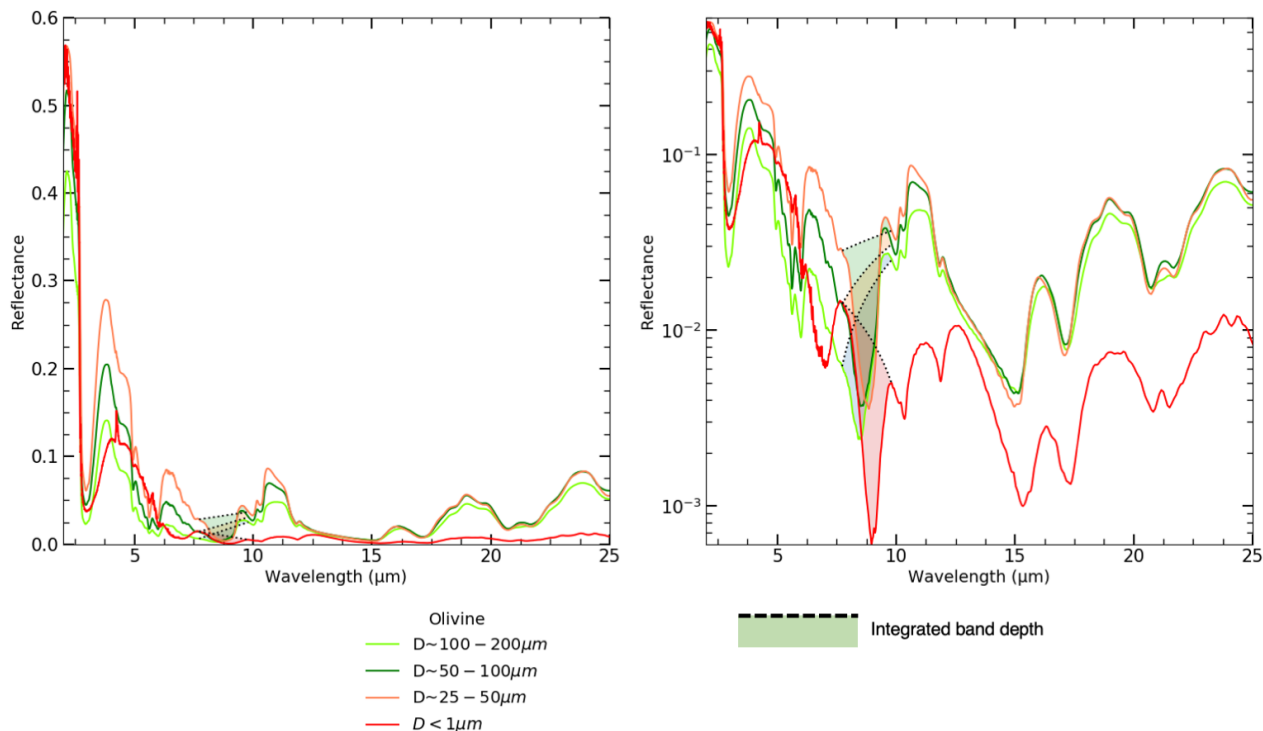 0.6
0.5
0.4
0.3
0.2
0.1
0.0
Reflectance
5
10
15
20
25
Wavelength (μm)
10⁻¹
10⁻²
10⁻³
Reflectance
5
10
15
20
25
Wavelength (μm)
Olivine
D~100 − 200μm
D~50 − 100μm
D~25 − 50μm
D < 1μm
Integrated band depth